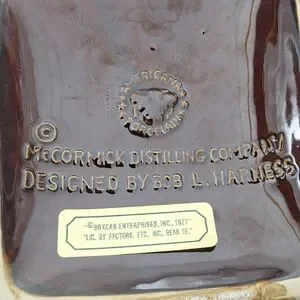 AMERICANA
PORCELAIN
©
McCORMICK DISTILLING COMPANY
DESIGNED BY BOB L. HARNESS
—©BOXCAR ENTERPRISES, INC., 1977
"LIC. BY FACTORS, ETC., INC., BEAR, DE."